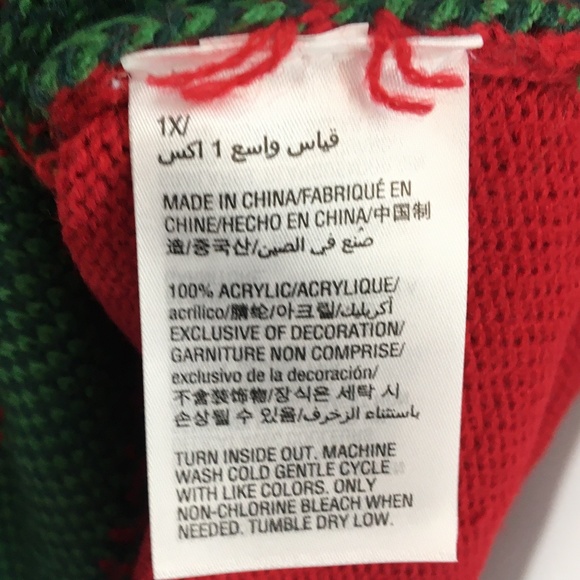 1X/
قياس واسع 1 اكس
MADE IN CHINA/FABRIQUÉ EN
CHINE/HECHO EN CHINA/中国制
造/중국산/صُنع في الصين
100% ACRYLIC/ACRYLIQUE/
acrílico/腈纶/아크릴/أكريليك/
EXCLUSIVE OF DECORATION/
GARNITURE NON COMPRISE/
exclusivo de la decoración/
不含装饰物/장식은 세탁 시
손상될 수 있음/باستثناء الزخرف/
TURN INSIDE OUT. MACHINE
WASH COLD GENTLE CYCLE
WITH LIKE COLORS. ONLY
NON-CHLORINE BLEACH WHEN
NEEDED. TUMBLE DRY LOW.